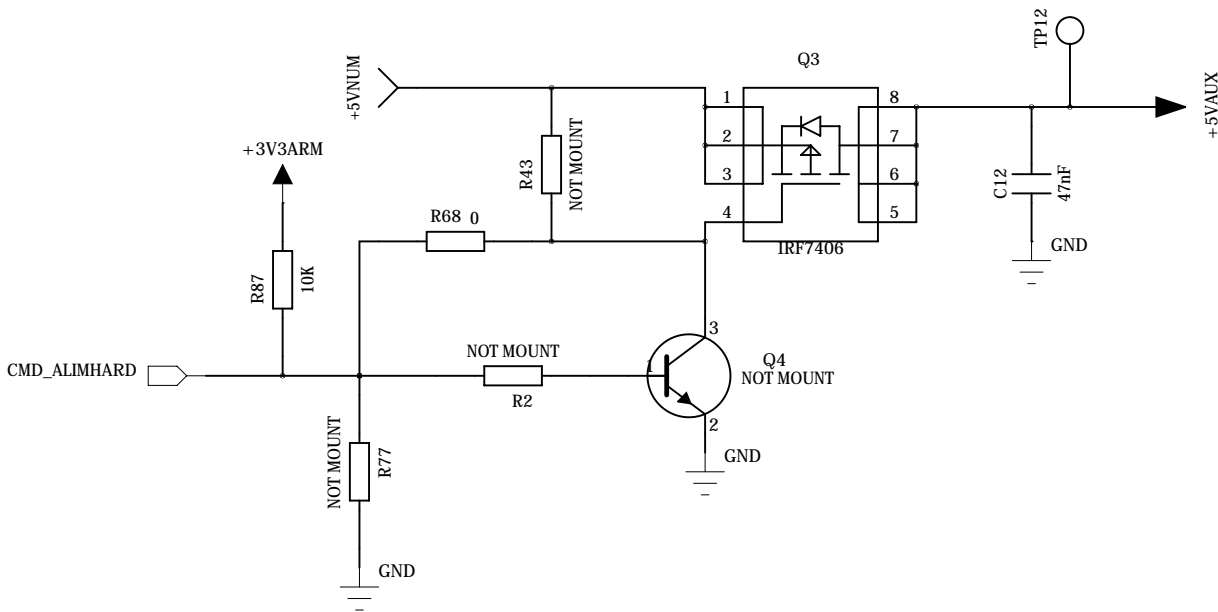 TP12
Q3
+5VNUM
+5VAUX
1
8
NOT MOUNT
R43
2
7
+3V3ARM
3
6
C12
47nF
4
5
R68 0
IRF7406
GND
R87
10K
3
NOT MOUNT
Q4
CMD_ALIMHARD
1
NOT MOUNT
R2
2
NOT MOUNT
R77
GND
GND